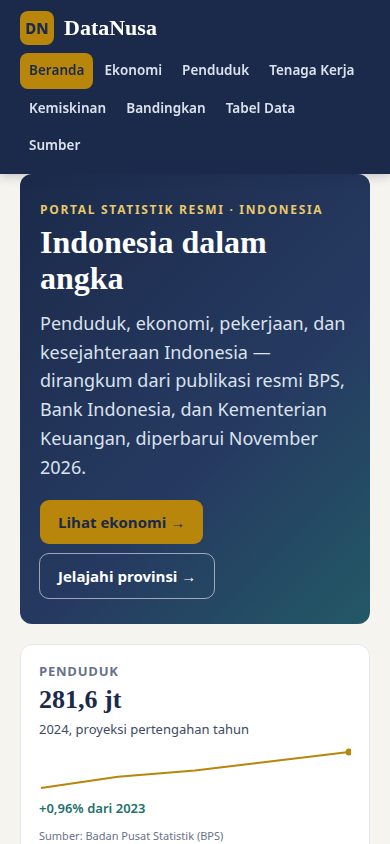 DN DataNusa
Beranda Ekonomi Penduduk Tenaga Kerja
Kemiskinan Bandingkan Tabel Data
Sumber
PORTAL STATISTIK RESMI · INDONESIA
Indonesia dalam
angka
Penduduk, ekonomi, pekerjaan, dan
kesejahteraan Indonesia —
dirangkum dari publikasi resmi BPS,
Bank Indonesia, dan Kementerian
Keuangan, diperbarui November
2026.
Lihat ekonomi →
Jelajahi provinsi →
PENDUDUK
281,6 jt
2024, proyeksi pertengahan tahun
+0,96% dari 2023
Sumber: Badan Pusat Statistik (BPS)